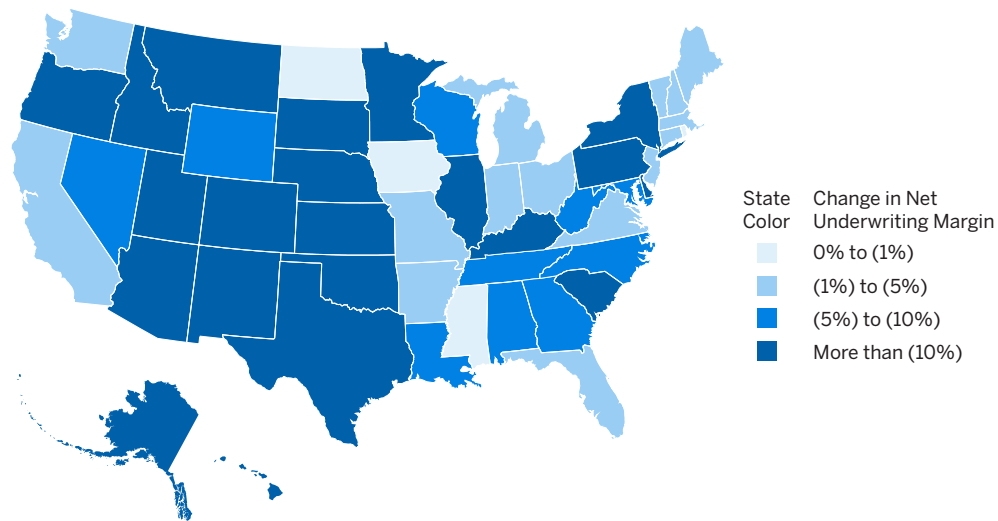 State Color
Change in Net Underwriting Margin
0% to (1%)
(1%) to (5%)
(5%) to (10%)
More than (10%)